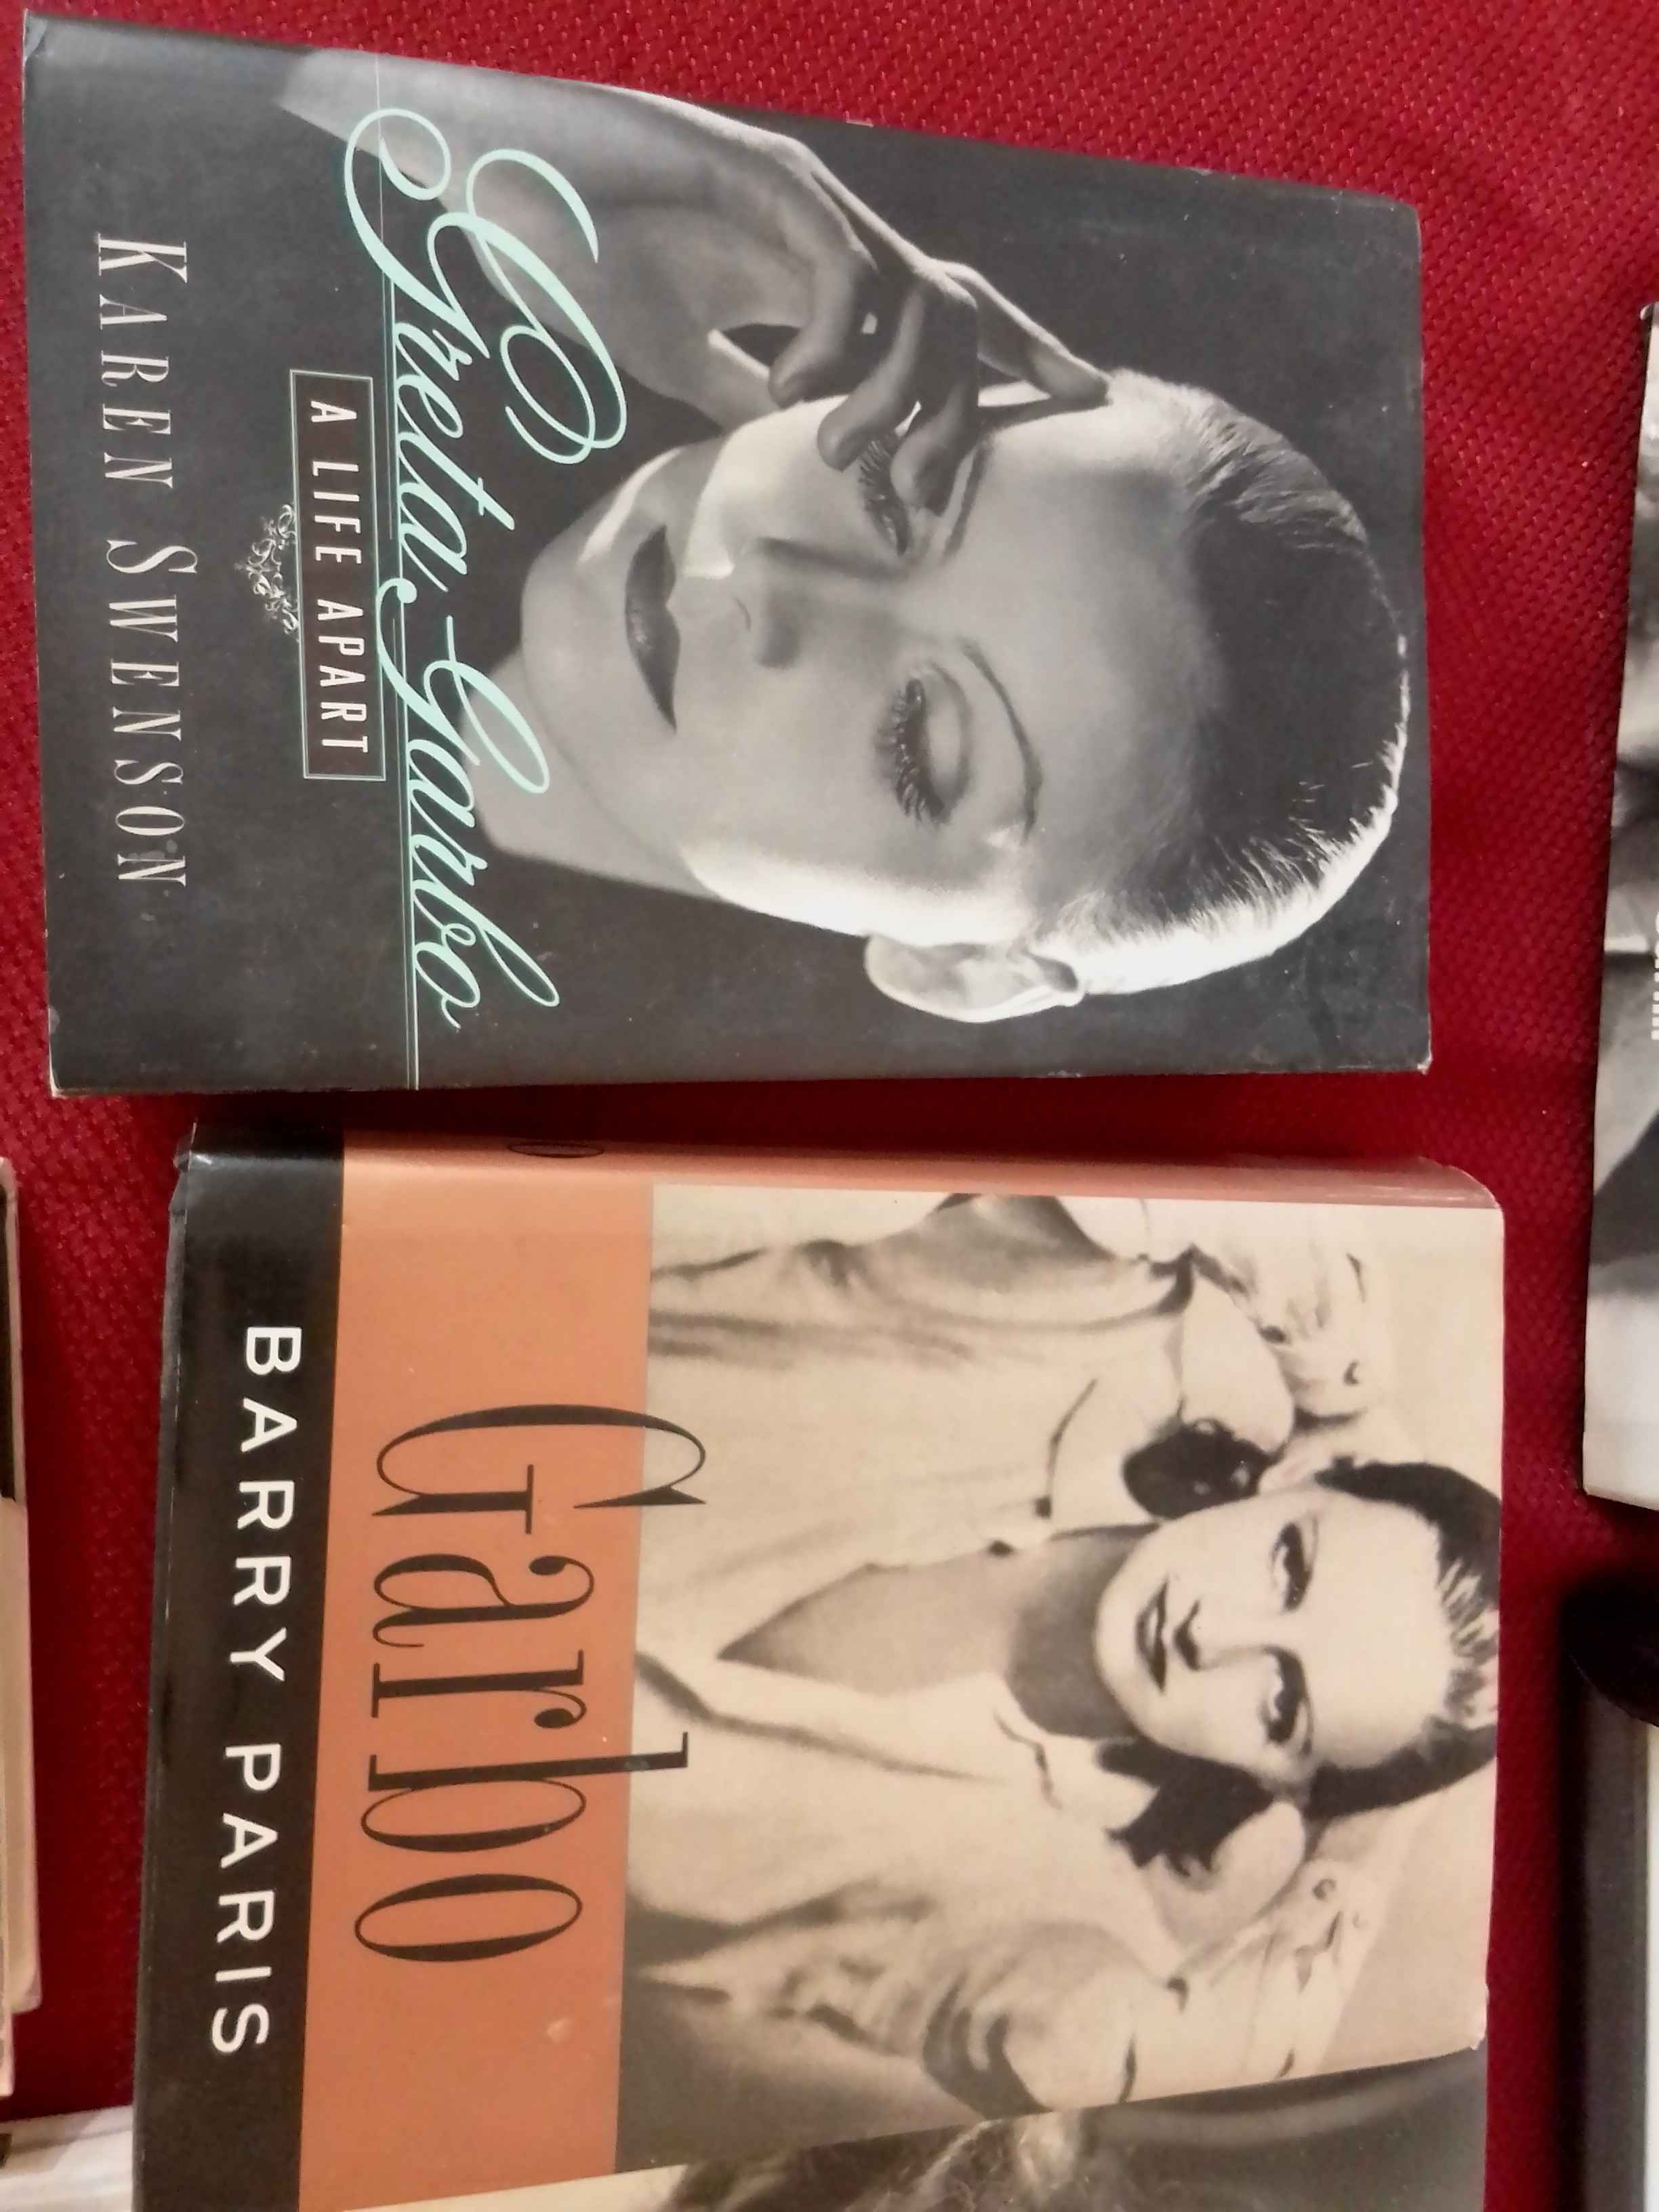 Greta Garbo
A LIFE APART
KAREN SWENSON
Garbo
BARRY PARIS